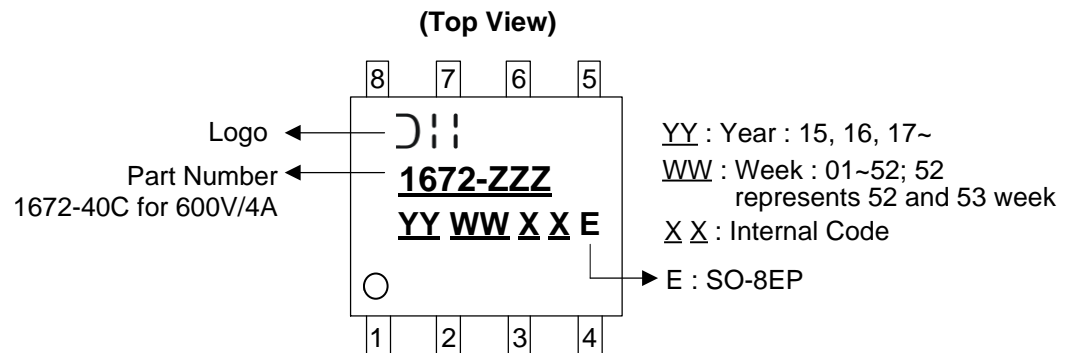 (Top View)
8 7 6 5
Logo
Part Number
1672-40C for 600V/4A
1672-ZZZ
YY WW X X E
YY : Year : 15, 16, 17~
WW : Week : 01~52; 52
represents 52 and 53 week
X X : Internal Code
E : SO-8EP
1 2 3 4